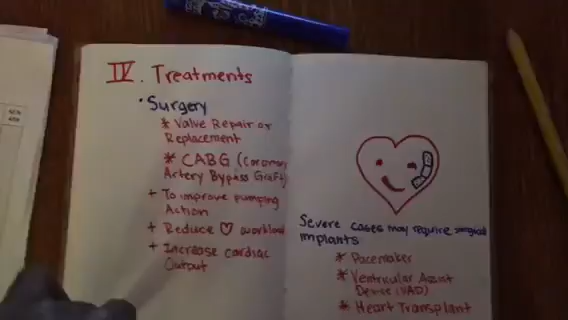 IV. Treatments
• Surgery
* Valve Repair or
Replacement
* CABG (Coronary
Artery Bypass Graft)
+ To improve pumping
Action
+ Reduce ♡ workload
+ Increase cardiac
Output
Severe cases may require surgical
implants
* Pacemaker
* Ventricular Assist
Device (VAD)
* Heart Transplant